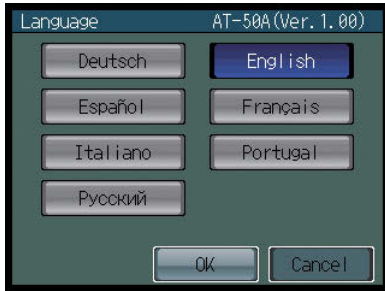 Language AT-50A(Ver.1.00)
Deutsch English
Español Français
Italiano Portugal
Русский
OK Cancel